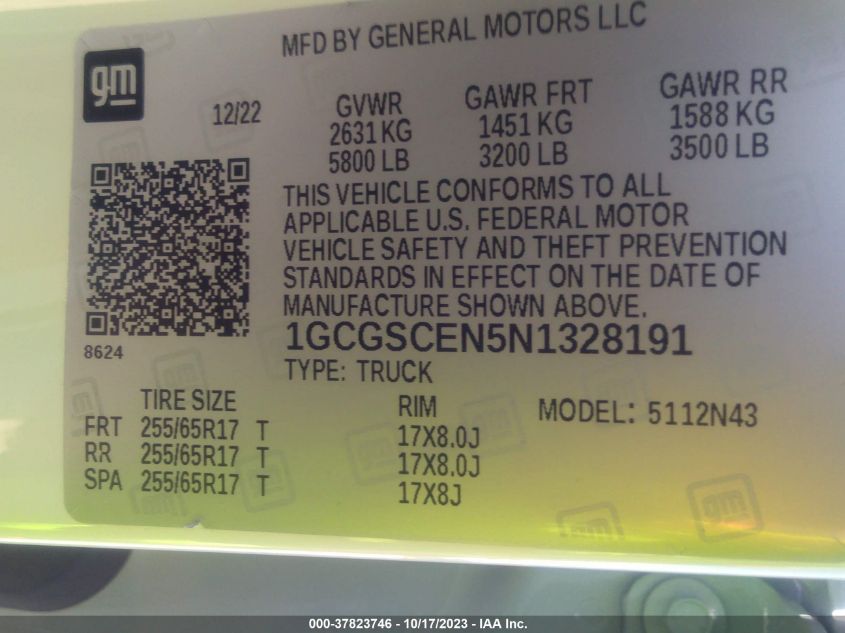 MFD BY GENERAL MOTORS LLC
gm
12/22
GVWR
2631 KG
5800 LB
GAWR FRT
1451 KG
3200 LB
GAWR RR
1588 KG
3500 LB
THIS VEHICLE CONFORMS TO ALL
APPLICABLE U.S. FEDERAL MOTOR
VEHICLE SAFETY AND THEFT PREVENTION
STANDARDS IN EFFECT ON THE DATE OF
MANUFACTURE SHOWN ABOVE.
1GCGSCEN5N1328191
8624
TYPE: TRUCK
TIRE SIZE
RIM
MODEL: 5112N43
FRT 255/65R17 T 17X8.0J
RR 255/65R17 T 17X8.0J
SPA 255/65R17 T 17X8J
gm
gm
000-37823746 - 10/17/2023 - IAA Inc.